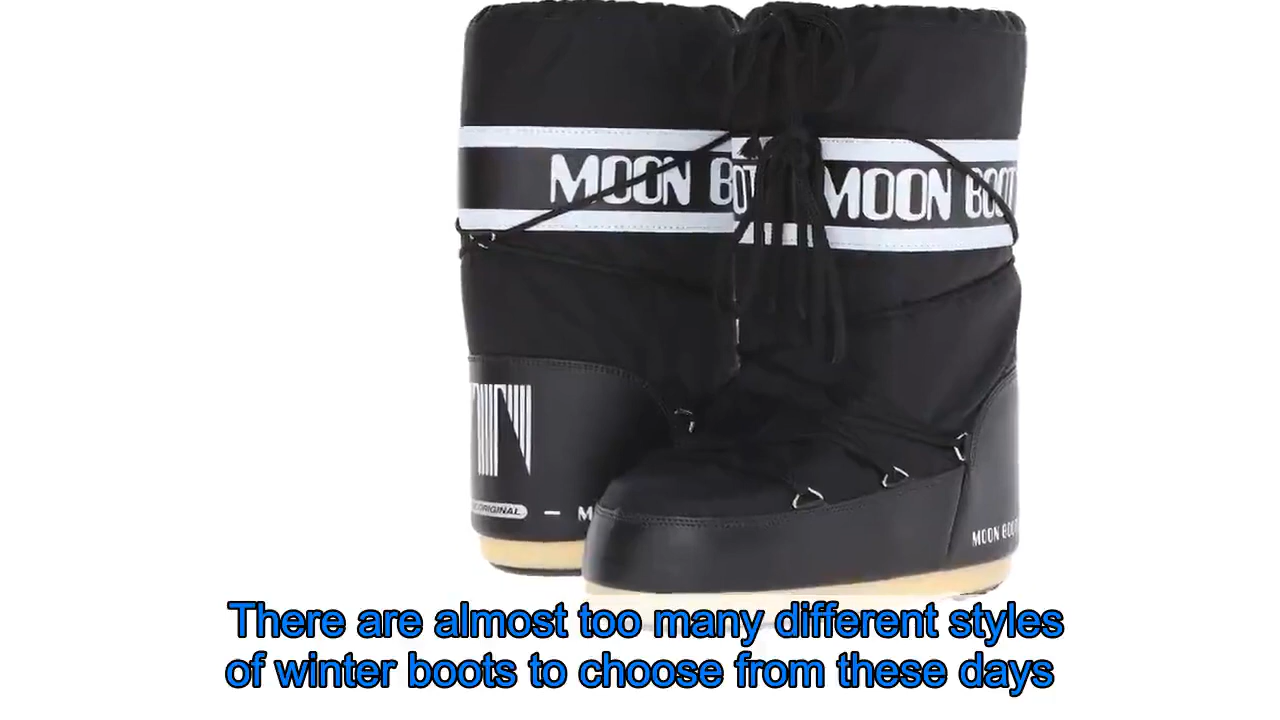 MOON BOOT
MOON BOOT
ORIGINAL
MOON BOOT
There are almost too many different styles
of winter boots to choose from these days